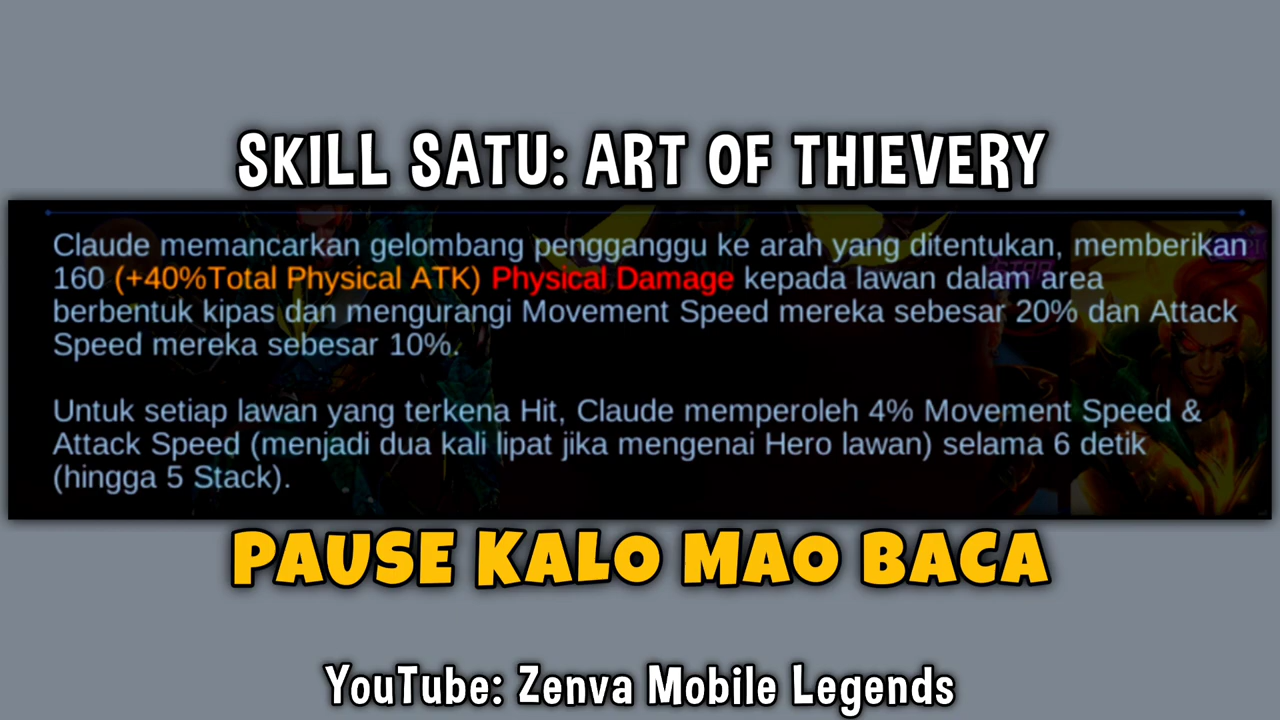 SKILL SATU: ART OF THIEVERY
Claude memancarkan gelombang pengganggu ke arah yang ditentukan, memberikan
160 (+40%Total Physical ATK) Physical Damage kepada lawan dalam area
berbentuk kipas dan mengurangi Movement Speed mereka sebesar 20% dan Attack
Speed mereka sebesar 10%.
Untuk setiap lawan yang terkena Hit, Claude memperoleh 4% Movement Speed &
Attack Speed (menjadi dua kali lipat jika mengenai Hero lawan) selama 6 detik
(hingga 5 Stack).
PAUSE KALO MAO BACA
YouTube: Zenva Mobile Legends